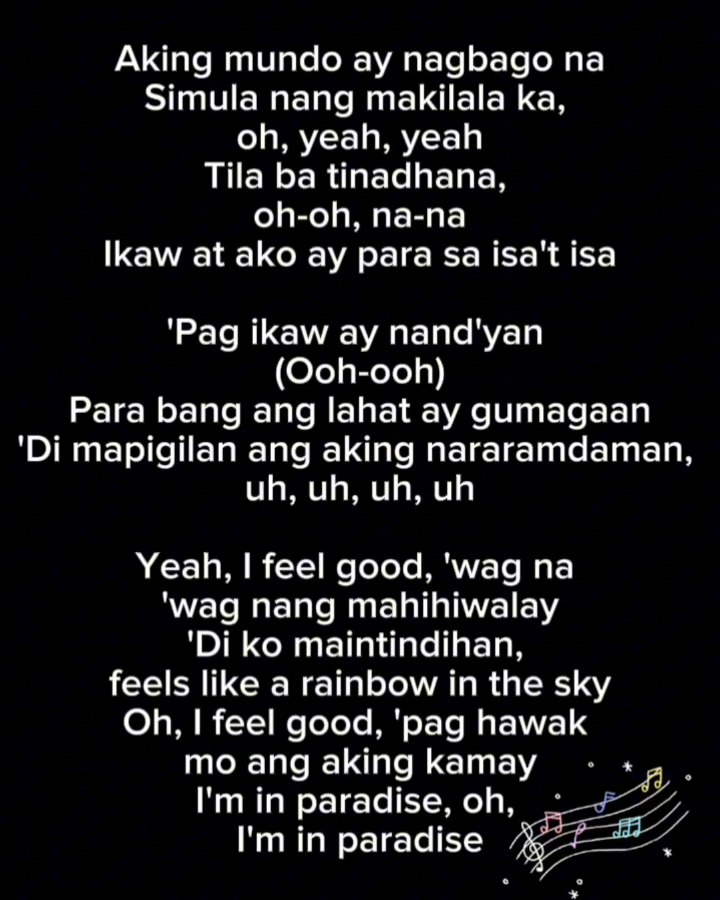 Aking mundo ay nagbago na
Simula nang makilala ka,
oh, yeah, yeah
Tila ba tinadhana,
oh-oh, na-na
Ikaw at ako ay para sa isa't isa
'Pag ikaw ay nand'yan
(Ooh-ooh)
Para bang ang lahat ay gumagaan
'Di mapigilan ang aking nararamdaman,
uh, uh, uh, uh
Yeah, I feel good, 'wag na
'wag nang mahihiwalay
'Di ko maintindihan,
feels like a rainbow in the sky
Oh, I feel good, 'pag hawak
mo ang aking kamay
I'm in paradise, oh,
I'm in paradise